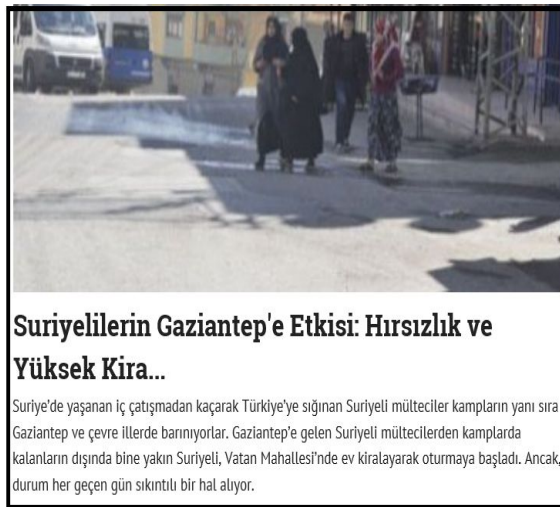 Suriyelilerin Gaziantep'e Etkisi: Hırsızlık ve
Yüksek Kira...
Suriye’de yaşanan iç çatışmadan kaçarak Türkiye’ye sığınan Suriyeli mülteciler kampların yanı sıra
Gaziantep ve çevre illerde barınıyorlar. Gaziantep’e gelen Suriyeli mültecilerden kamplarda
kalanların dışında bine yakın Suriyeli, Vatan Mahallesi’nde ev kiralayarak oturmaya başladı. Ancak,
durum her geçen gün sıkıntılı bir hal alıyor.